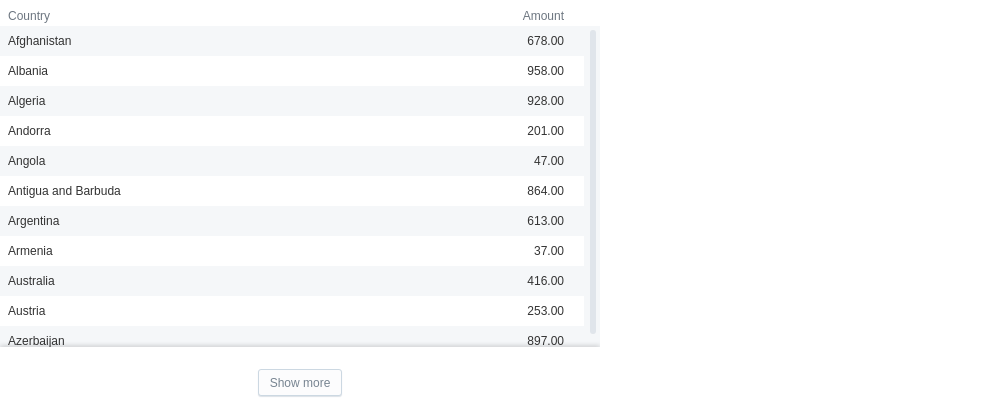 Country Amount
Afghanistan 678.00
Albania 958.00
Algeria 928.00
Andorra 201.00
Angola 47.00
Antigua and Barbuda 864.00
Argentina 613.00
Armenia 37.00
Australia 416.00
Austria 253.00
Azerbaijan 897.00
Show more